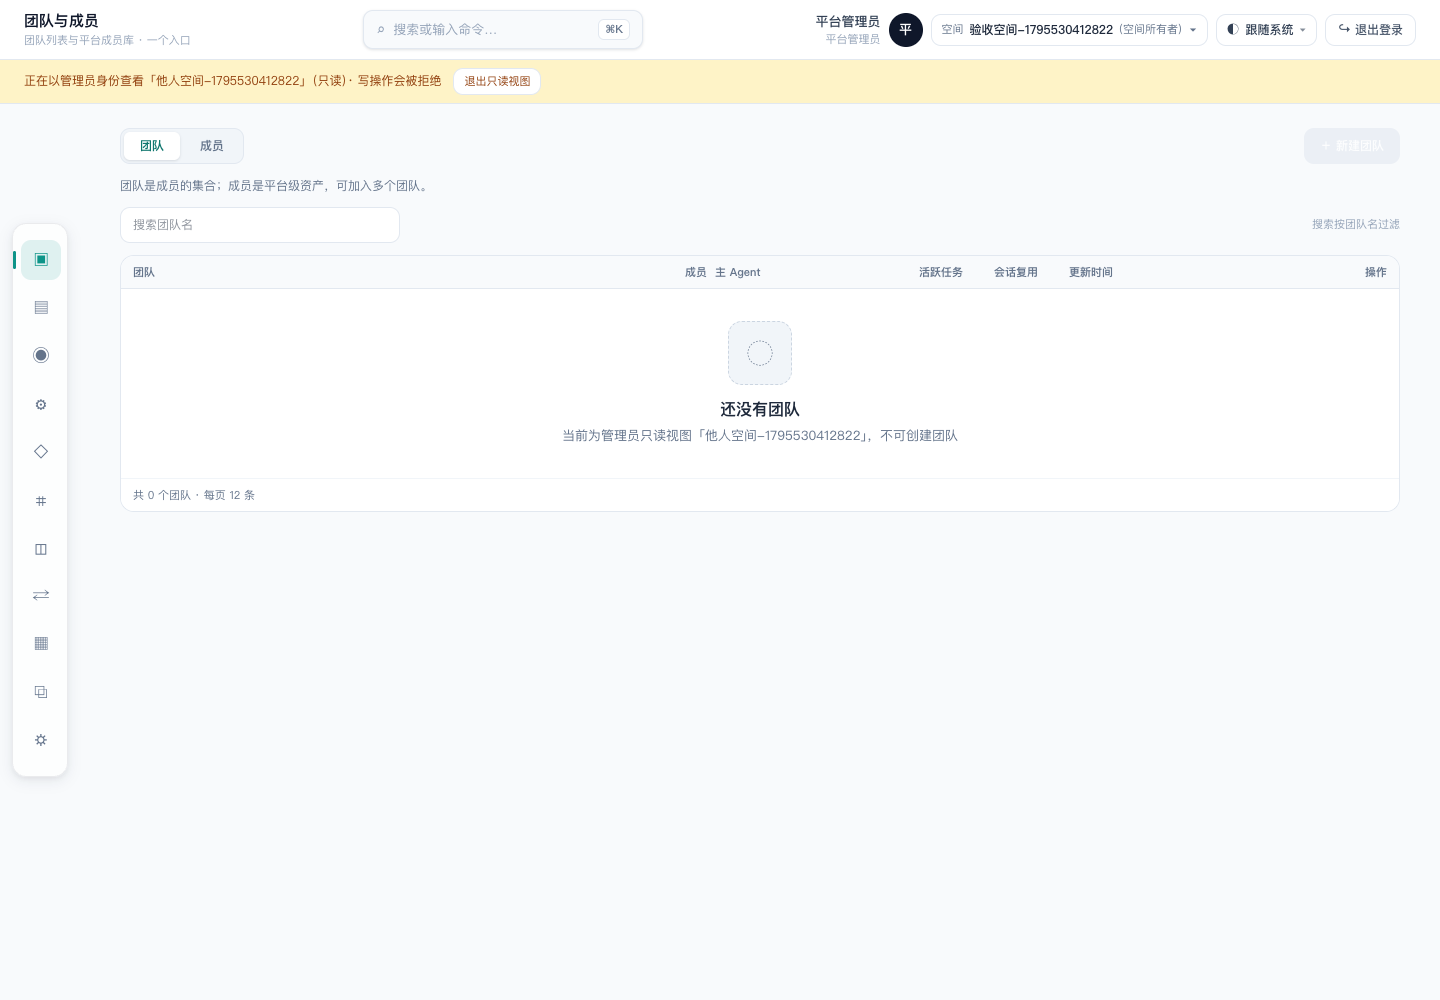 团队与成员
团队列表与平台成员库 · 一个入口
搜索或输入命令...
⌘K
平台管理员
平台管理员
平
空间 验收空间-1795530412822 (空间所有者)
跟随系统
退出登录
正在以管理员身份查看「他人空间-1795530412822」(只读) · 写操作会被拒绝
退出只读视图
团队
成员
+ 新建团队
团队是成员的集合；成员是平台级资产，可加入多个团队。
搜索团队名
搜索按团队名过滤
团队 成员 主 Agent 活跃任务 会话复用 更新时间 操作
还没有团队
当前为管理员只读视图「他人空间-1795530412822」，不可创建团队
共 0 个团队 · 每页 12 条